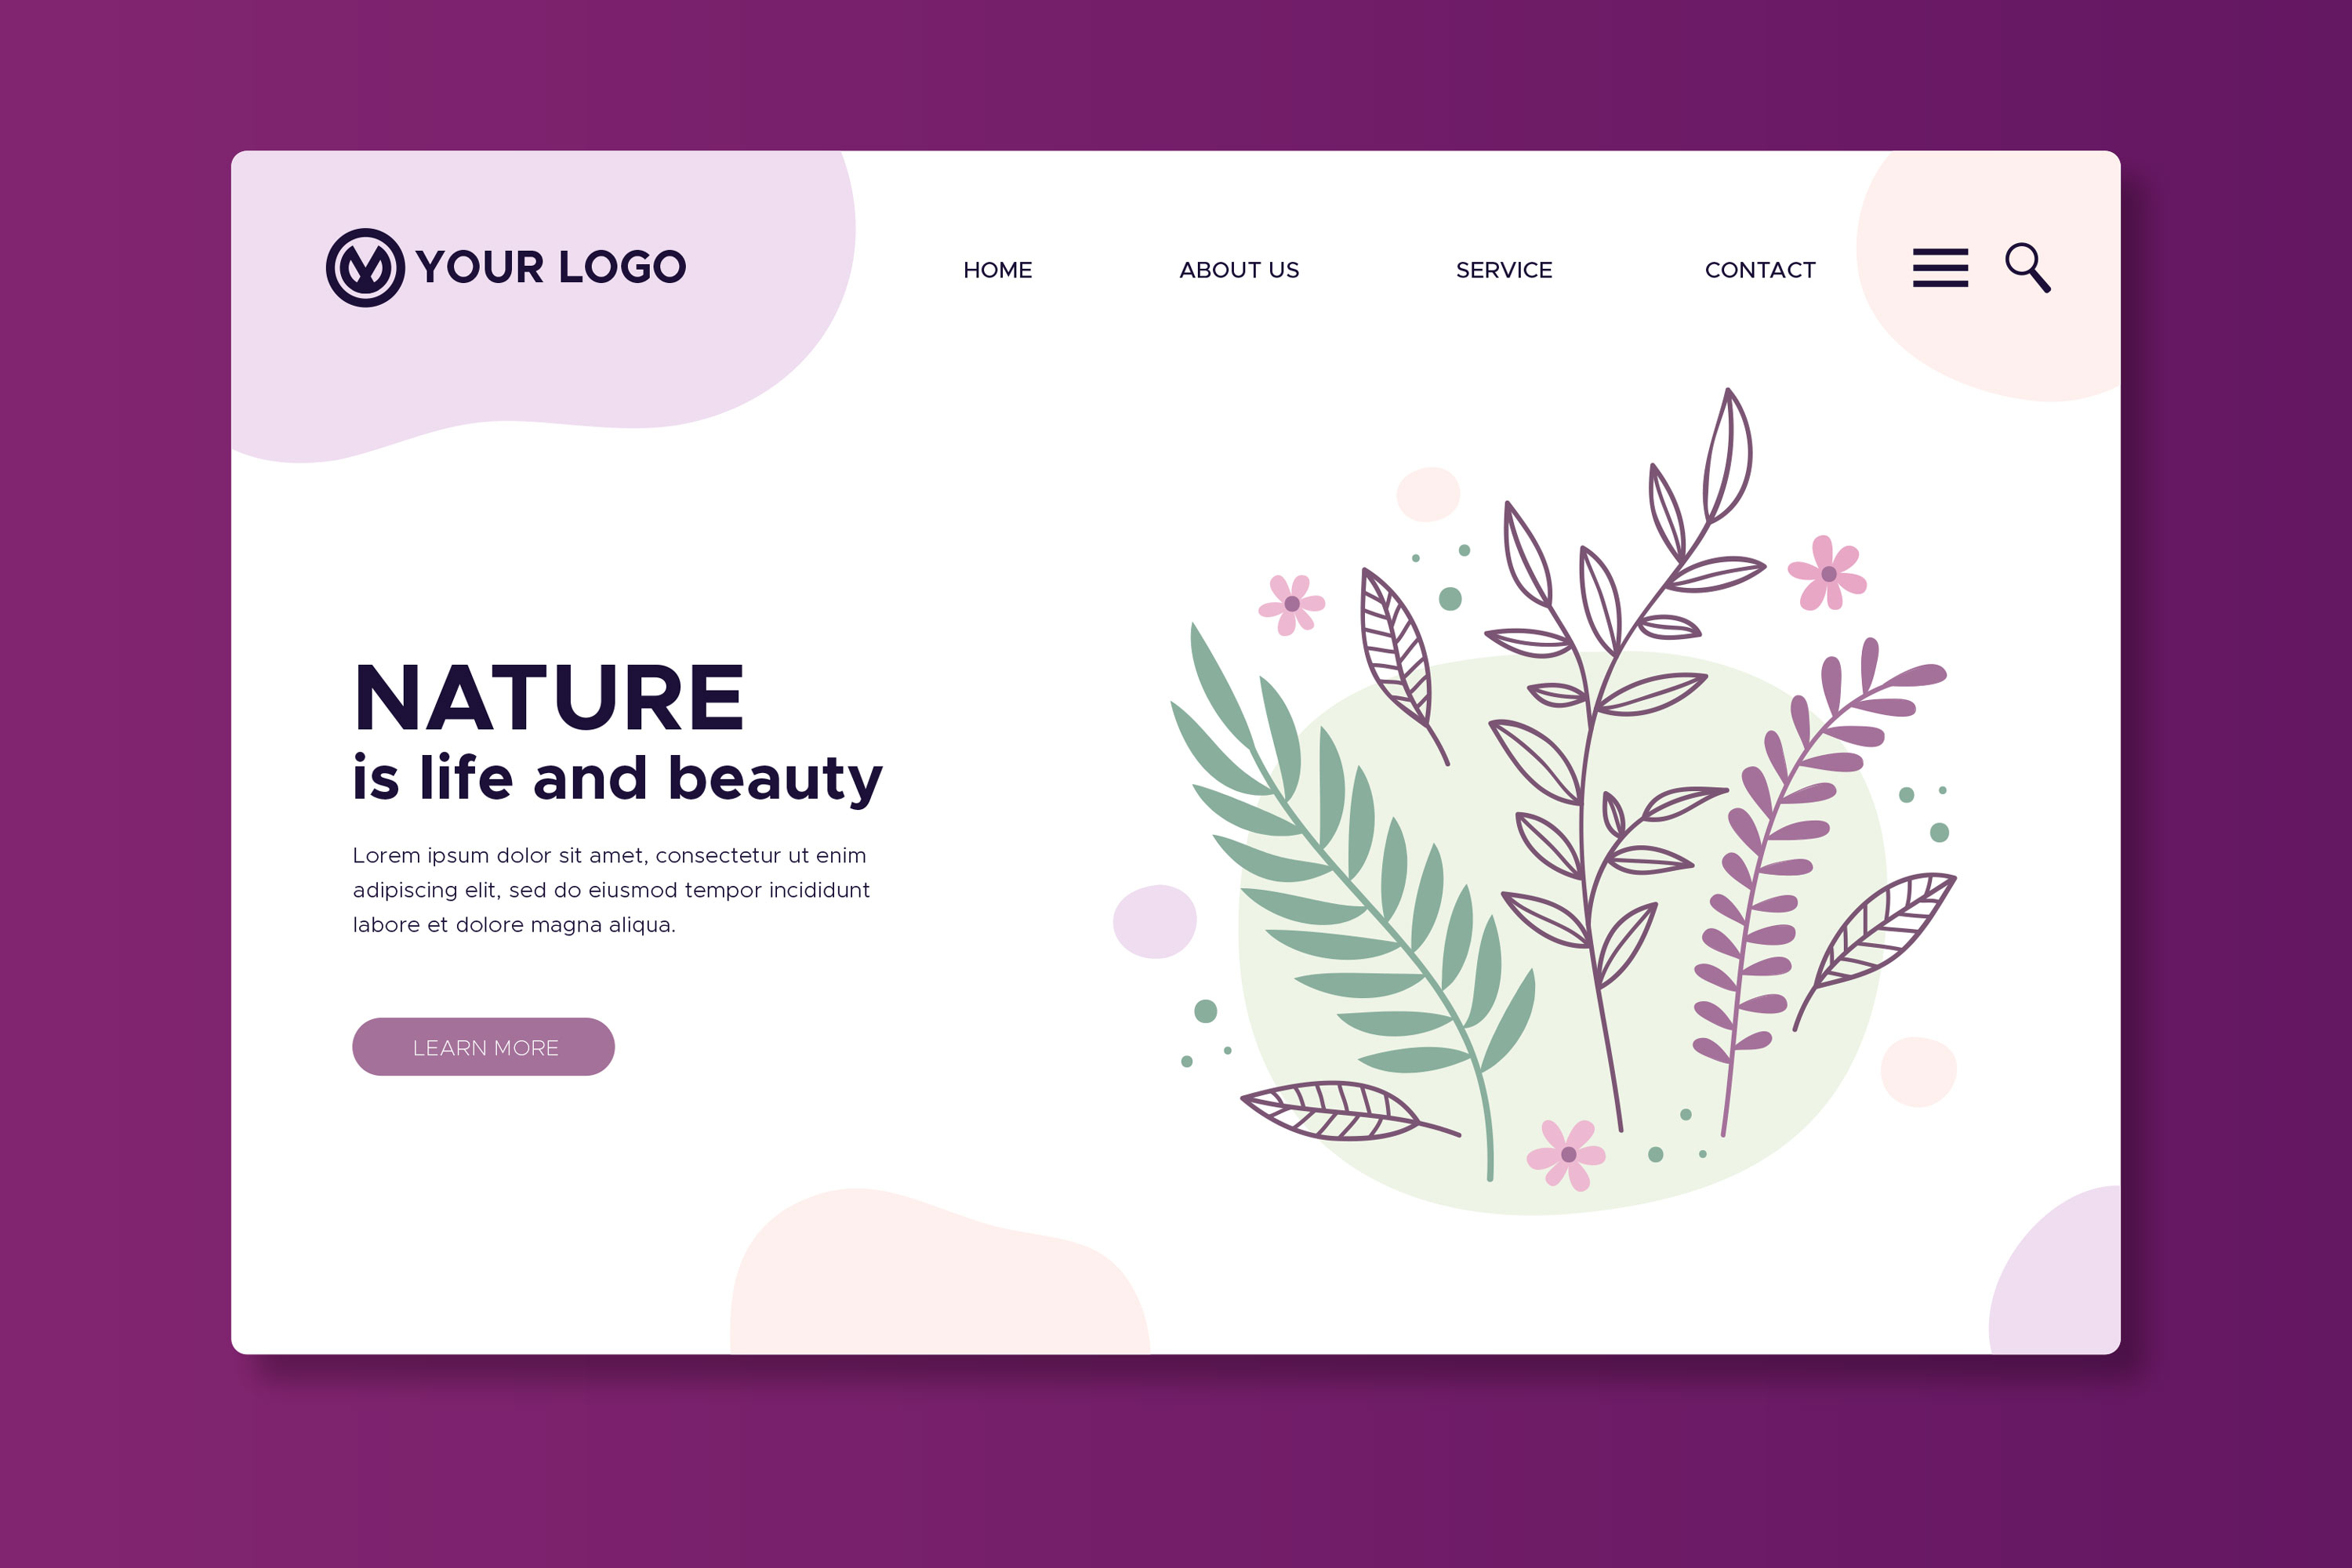 YOUR LOGO
HOME ABOUT US SERVICE CONTACT
NATURE
is life and beauty
Lorem ipsum dolor sit amet, consectetur ut enim
adipiscing elit, sed do eiusmod tempor incididunt
labore et dolore magna aliqua.
LEARN MORE